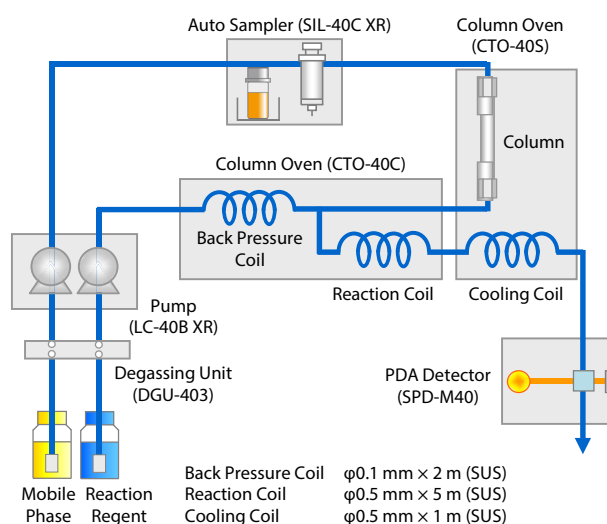 Auto Sampler (SIL-40C XR)
Column Oven
(CTO-40S)
Column
Column Oven (CTO-40C)
Back Pressure
Coil
Reaction Coil
Cooling Coil
Pump
(LC-40B XR)
Degassing Unit
(DGU-403)
PDA Detector
(SPD-M40)
Mobile
Phase
Reaction
Regent
Back Pressure Coil φ0.1 mm × 2 m (SUS)
Reaction Coil φ0.5 mm × 5 m (SUS)
Cooling Coil φ0.5 mm × 1 m (SUS)